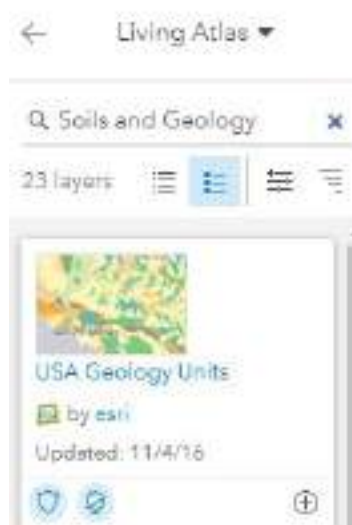 Living Atlas
Soils and Geology
23 layers
USA Geology Units
by esri
Updated: 11/4/16